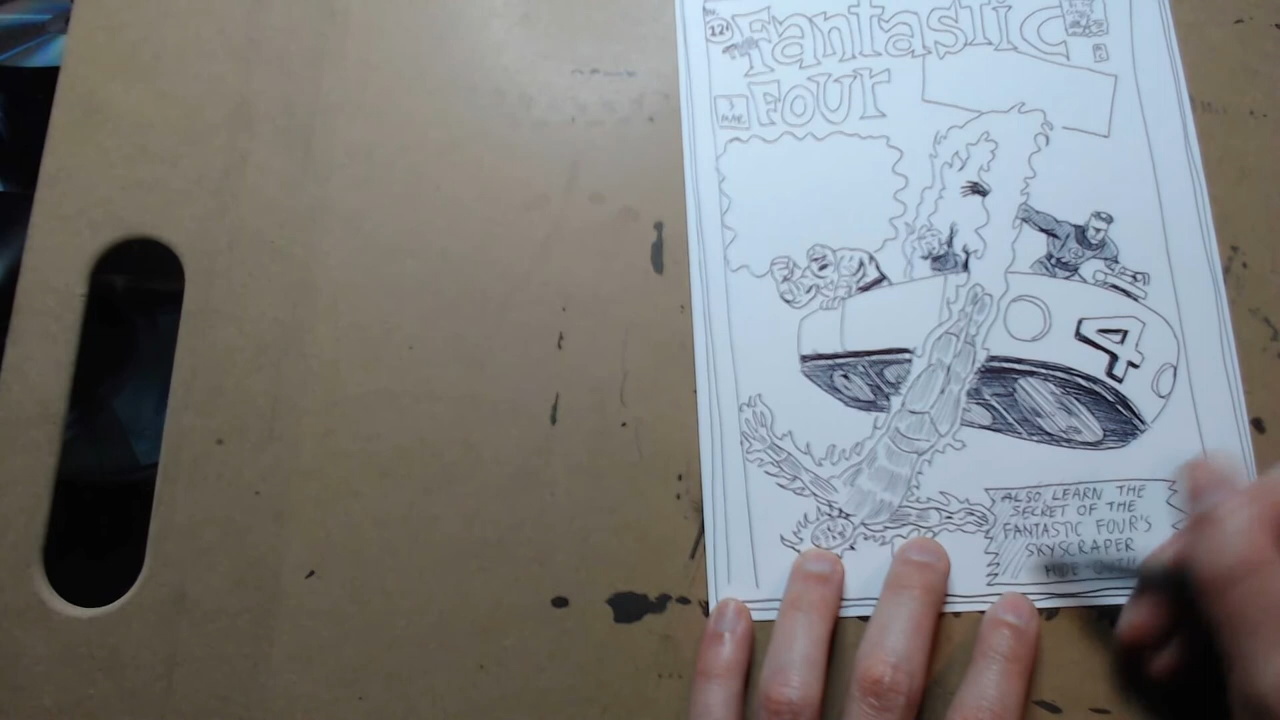 12¢
THE Fantastic
Four
3
MAR.
4
ALSO LEARN THE
SECRET OF THE
FANTASTIC FOUR'S
SKYSCRAPER